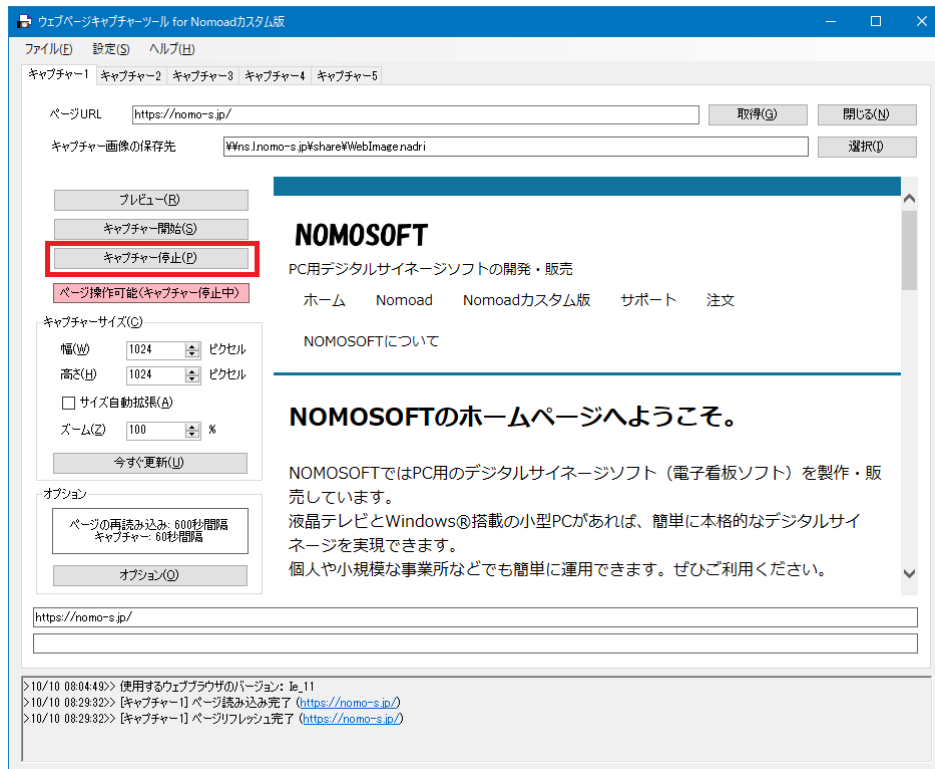 ウェブページキャプチャーツール for Nomoadカスタム版
ファイル(F) 設定(S) ヘルプ(H)
キャプチャー1 キャプチャー2 キャプチャー3 キャプチャー4 キャプチャー5
ページURL https://nomo-s.jp/ 取得(G) 閉じる(N)
キャプチャー画像の保存先 ¥¥ns.l.nomo-s.jp¥share¥WebImage.nadri 選択(I)
プレビュー(R)
キャプチャー開始(S)
キャプチャー停止(P)
ページ操作可能(キャプチャー停止中)
キャプチャーサイズ(C)
幅(W) 1024 ピクセル
高さ(H) 1024 ピクセル
サイズ自動拡張(A)
ズーム(Z) 100 %
今すぐ更新(U)
オプション
ページの再読み込み: 600秒間隔
キャプチャー: 60秒間隔
オプション(O)
NOMOSOFT
PC用デジタルサイネージソフトの開発・販売
ホーム Nomoad Nomoadカスタム版 サポート 注文
NOMOSOFTについて
NOMOSOFTのホームページへようこそ。
NOMOSOFTではPC用のデジタルサイネージソフト（電子看板ソフト）を製作・販
売しています。
液晶テレビとWindows®搭載の小型PCがあれば、簡単に本格的なデジタルサイ
ネージを実現できます。
個人や小規模な事業所などでも簡単に運用できます。ぜひご利用ください。
https://nomo-s.jp/
>10/10 08:04:49>> 使用するウェブブラウザのバージョン: Ie_11
>10/10 08:29:32>> [キャプチャー1] ページ読み込み完了 (https://nomo-s.jp/)
>10/10 08:29:32>> [キャプチャー1] ページリフレッシュ完了 (https://nomo-s.jp/)